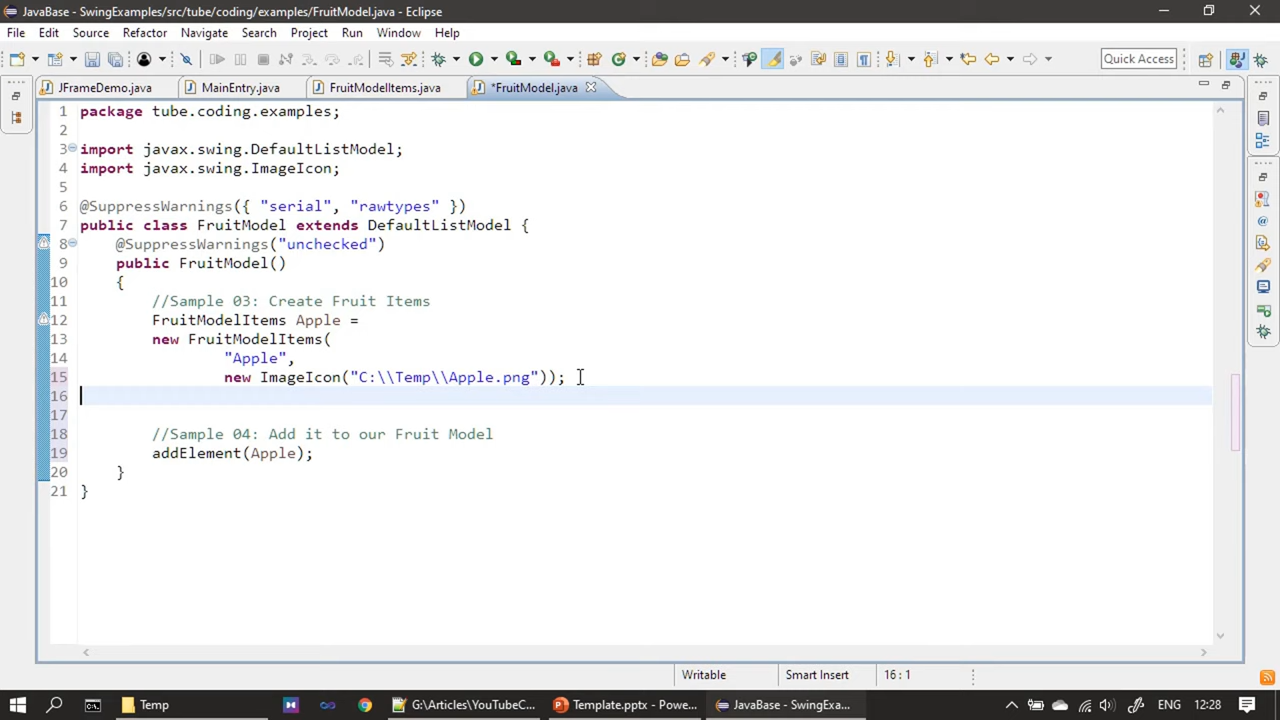 JavaBase - SwingExamples/src/tube/coding/examples/FruitModel.java - Eclipse
File Edit Source Refactor Navigate Search Project Run Window Help
Quick Access
JFrameDemo.java MainEntry.java FruitModelItems.java *FruitModel.java
1 package tube.coding.examples;
2
3 import javax.swing.DefaultListModel;
4 import javax.swing.ImageIcon;
5
6 @SuppressWarnings({ "serial", "rawtypes" })
7 public class FruitModel extends DefaultListModel {
8 @SuppressWarnings("unchecked")
9 public FruitModel()
10 {
11 //Sample 03: Create Fruit Items
12 FruitModelItems Apple =
13 new FruitModelItems(
14 "Apple",
15 new ImageIcon("C:\\Temp\\Apple.png"));
16
17
18 //Sample 04: Add it to our Fruit Model
19 addElement(Apple);
20 }
21 }
Writable Smart Insert 16 : 1
Temp G:\Articles\YouTubeC... Template.pptx - Powe... JavaBase - SwingExa... ENG 12:28